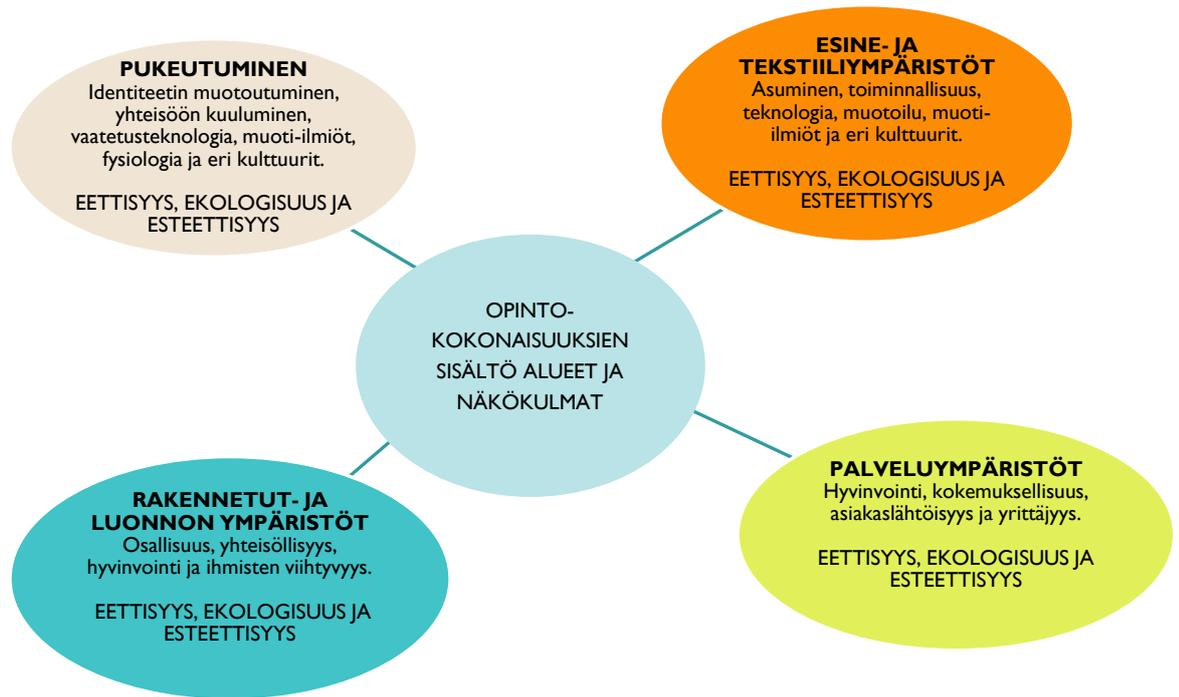 PUKEUTUMINEN
Identiteetin muotoutuminen,
yhteisöön kuuluminen,
vaatetusteknologia, muoti-ilmiöt,
fysiologia ja eri kulttuurit.
EETTISYYS, EKOLOGISUUS JA
ESTEETTISYYS
ESINE- JA
TEKSTIILIYMPÄRISTÖT
Asuminen, toiminnallisuus,
teknologia, muotoilu, muoti-
ilmiöt ja eri kulttuurit.
EETTISYYS, EKOLOGISUUS JA
ESTEETTISYYS
OPINTO-
KOKONAISUUKSIEN
SISÄLTÖ ALUEET JA
NÄKÖKULMAT
RAKENNETUT- JA
LUONNON YMPÄRISTÖT
Osallisuus, yhteisöllisyys,
hyvinvointi ja ihmisten viihtyvyys.
EETTISYYS, EKOLOGISUUS JA
ESTEETTISYYS
PALVELUYMPÄRISTÖT
Hyvinvointi, kokemuksellisuus,
asiakaslähtöisyys ja yrittäjyys.
EETTISYYS, EKOLOGISUUS JA
ESTEETTISYYS